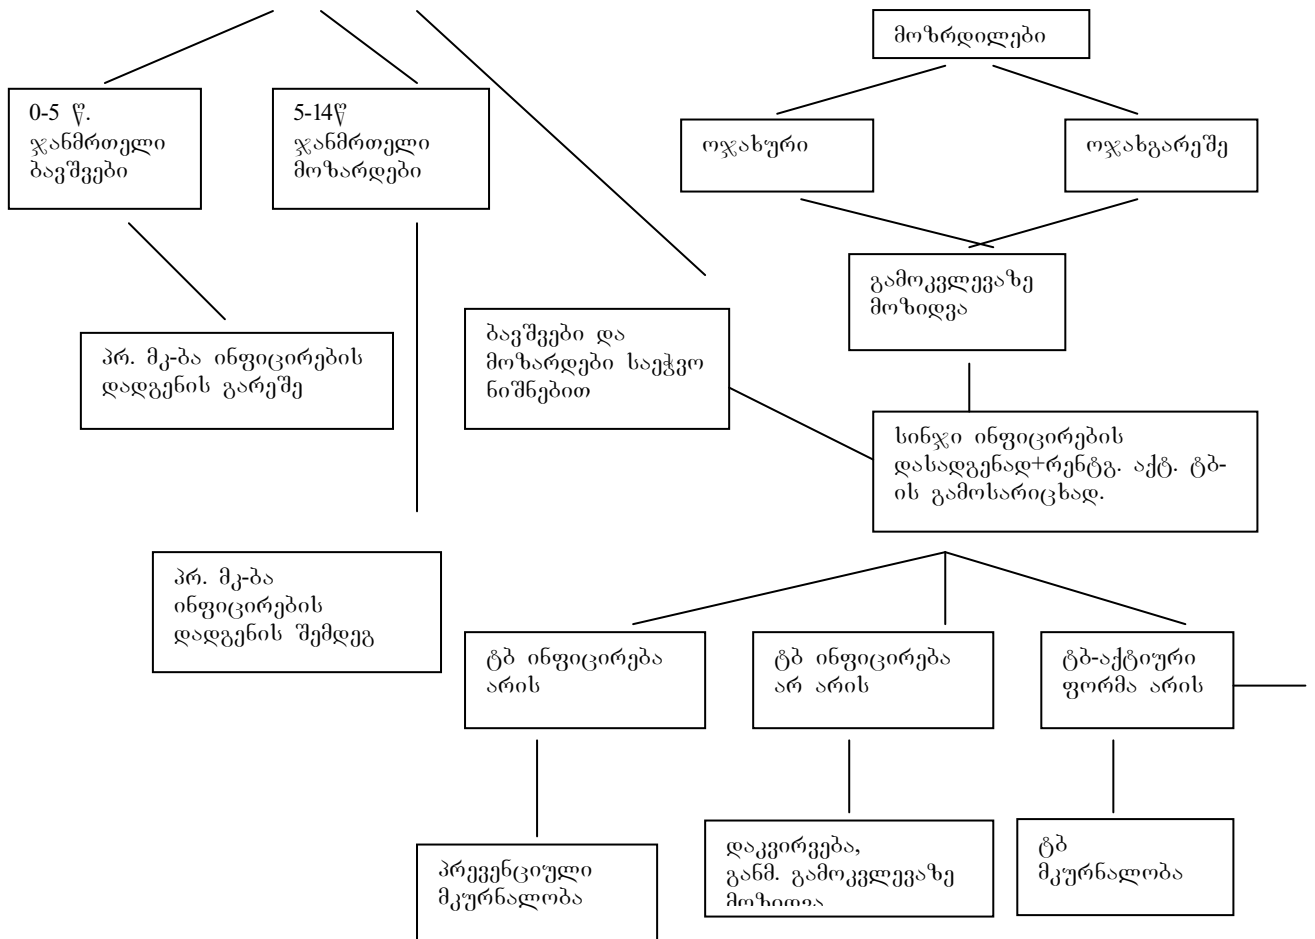 მოზრდილები
0-5 წ.
ჯანმრთელი
ბავშვები
5-14წ
ჯანმრთელი
მოზარდები
ოჯახური
ოჯახგარეშე
გამოკვლევაზე
მოზიდვა
პრ. მკ-ბა ინფიცირების
დადგენის გარეშე
ბავშვები და
მოზარდები საეჭვო
ნიშნებით
სინჯი ინფიცირების
დასადგენად+რენტგ. აქტ. ტბ-
ის გამოსარიცხად.
პრ. მკ-ბა
ინფიცირების
დადგენის შემდეგ
ტბ ინფიცირება
არის
ტბ ინფიცირება
არ არის
ტბ-აქტიური
ფორმა არის
პრევენციული
მკურნალობა
დაკვირვება,
განმ. გამოკვლევაზე
მოზიდვა
ტბ
მკურნალობა